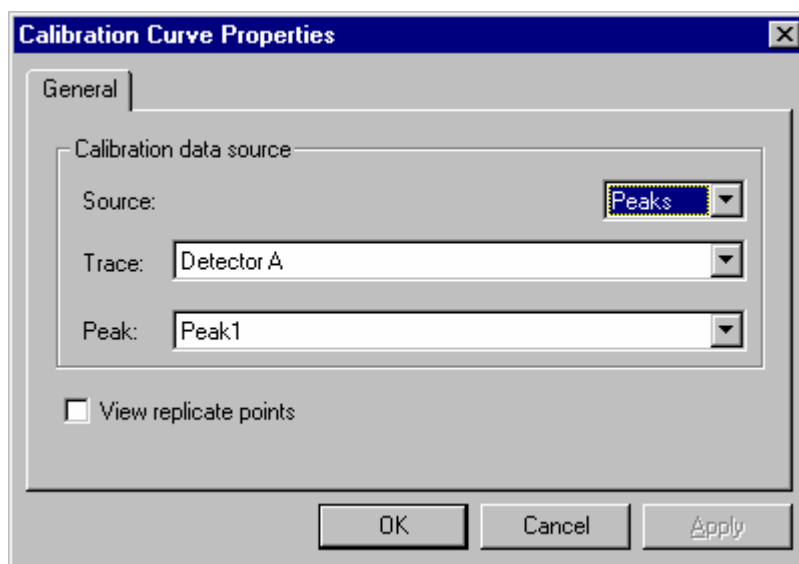 Calibration Curve Properties
General
Calibration data source
Source: Peaks
Trace: Detector A
Peak: Peak1
View replicate points
OK Cancel Apply